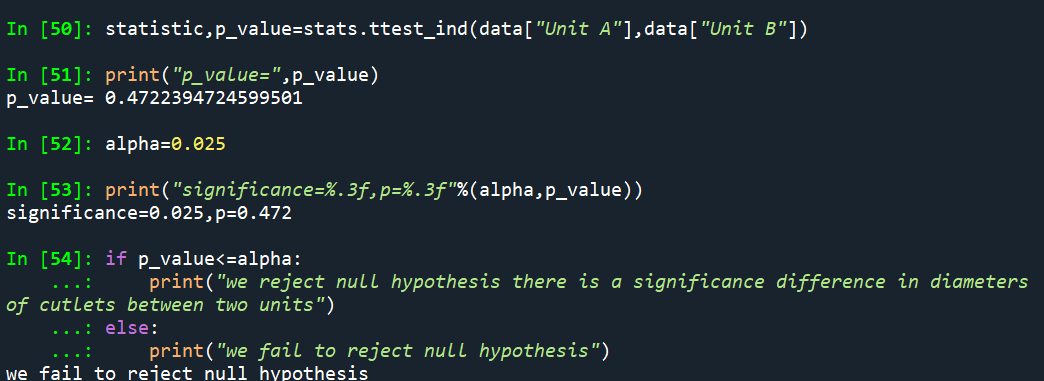 In [50]: statistic,p_value=stats.ttest_ind(data["Unit A"],data["Unit B"])
In [51]: print("p_value=",p_value)
p_value= 0.4722394724599501
In [52]: alpha=0.025
In [53]: print("significance=%.3f,p=%.3f"%(alpha,p_value))
significance=0.025,p=0.472
In [54]: if p_value<=alpha:
    ...:     print("we reject null hypothesis there is a significance difference in diameters
of cutlets between two units")
    ...: else:
    ...:     print("we fail to reject null hypothesis")
we fail to reject null hypothesis